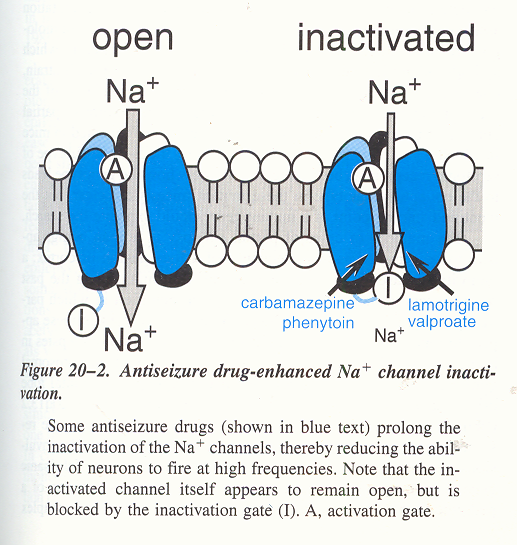 open
inactivated
Na+
Na+
A
A
I
I
carbamazepine
phenytoin
lamotrigine
valproate
Na+
Na+
Figure 20–2. Antiseizure drug-enhanced Na+ channel inacti-
vation.
Some antiseizure drugs (shown in blue text) prolong the
inactivation of the Na+ channels, thereby reducing the abil-
ity of neurons to fire at high frequencies. Note that the in-
activated channel itself appears to remain open, but is
blocked by the inactivation gate (I). A, activation gate.